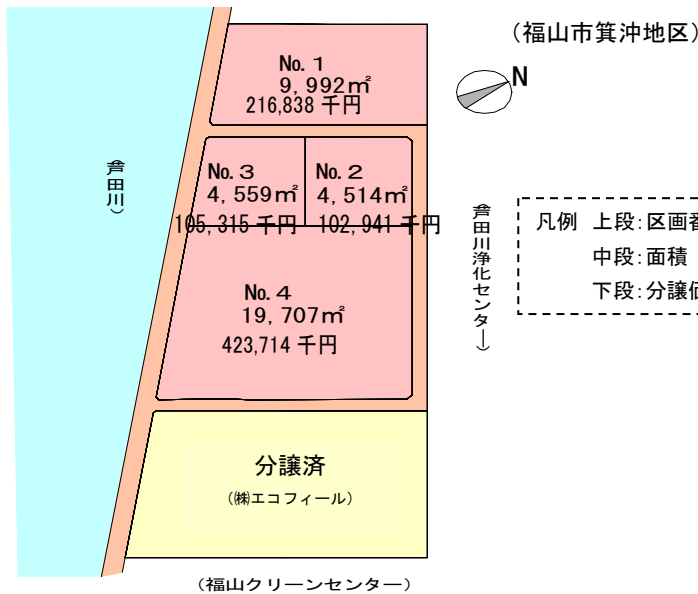 （福山市箕沖地区）
N
No. 1
9, 992㎡
216,838 千円
（芦田川）
No. 3
4, 559㎡
105, 315 千円
No. 2
4, 514㎡
102, 941 千円
（芦田川浄化センター）
凡例 上段：区画番
中段：面積
下段：分譲価
No. 4
19, 707㎡
423,714 千円
分譲済
（㈱エコフィール）
（福山クリーンセンター）